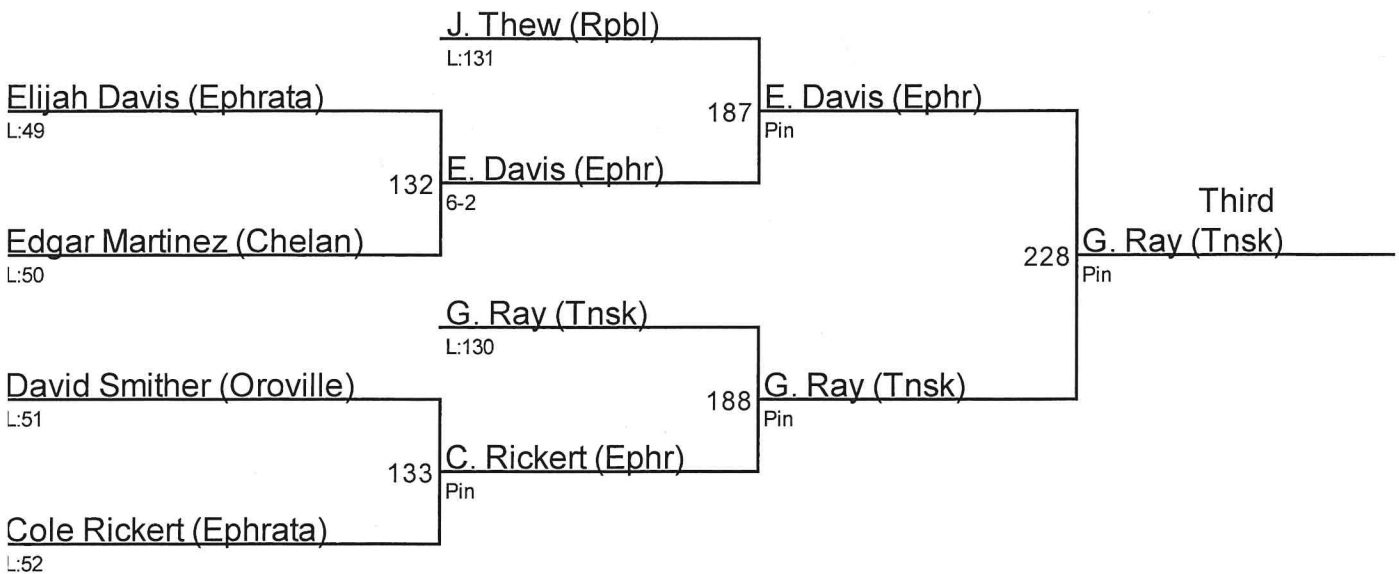 J. Thew (Rpbl)
L:131
Elijah Davis (Ephrata)
L:49
187
E. Davis (Ephr)
Pin
132
E. Davis (Ephr)
6-2
Third
Edgar Martinez (Chelan)
L:50
228
G. Ray (Tnsk)
Pin
G. Ray (Tnsk)
L:130
David Smither (Oroville)
L:51
188
G. Ray (Tnsk)
Pin
133
C. Rickert (Ephr)
Pin
Cole Rickert (Ephrata)
L:52